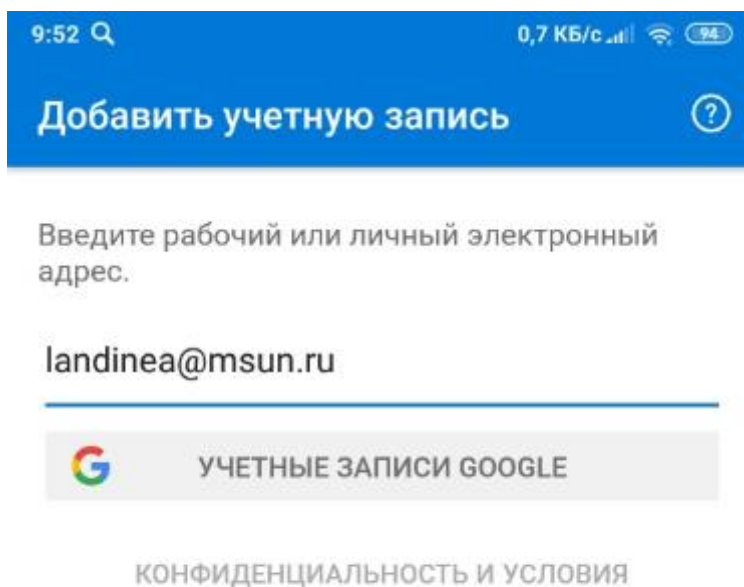 9:52 0,7 КБ/с 94
Добавить учетную запись ?
Введите рабочий или личный электронный
адрес.
landinea@msun.ru
G УЧЕТНЫЕ ЗАПИСИ GOOGLE
КОНФИДЕНЦИАЛЬНОСТЬ И УСЛОВИЯ